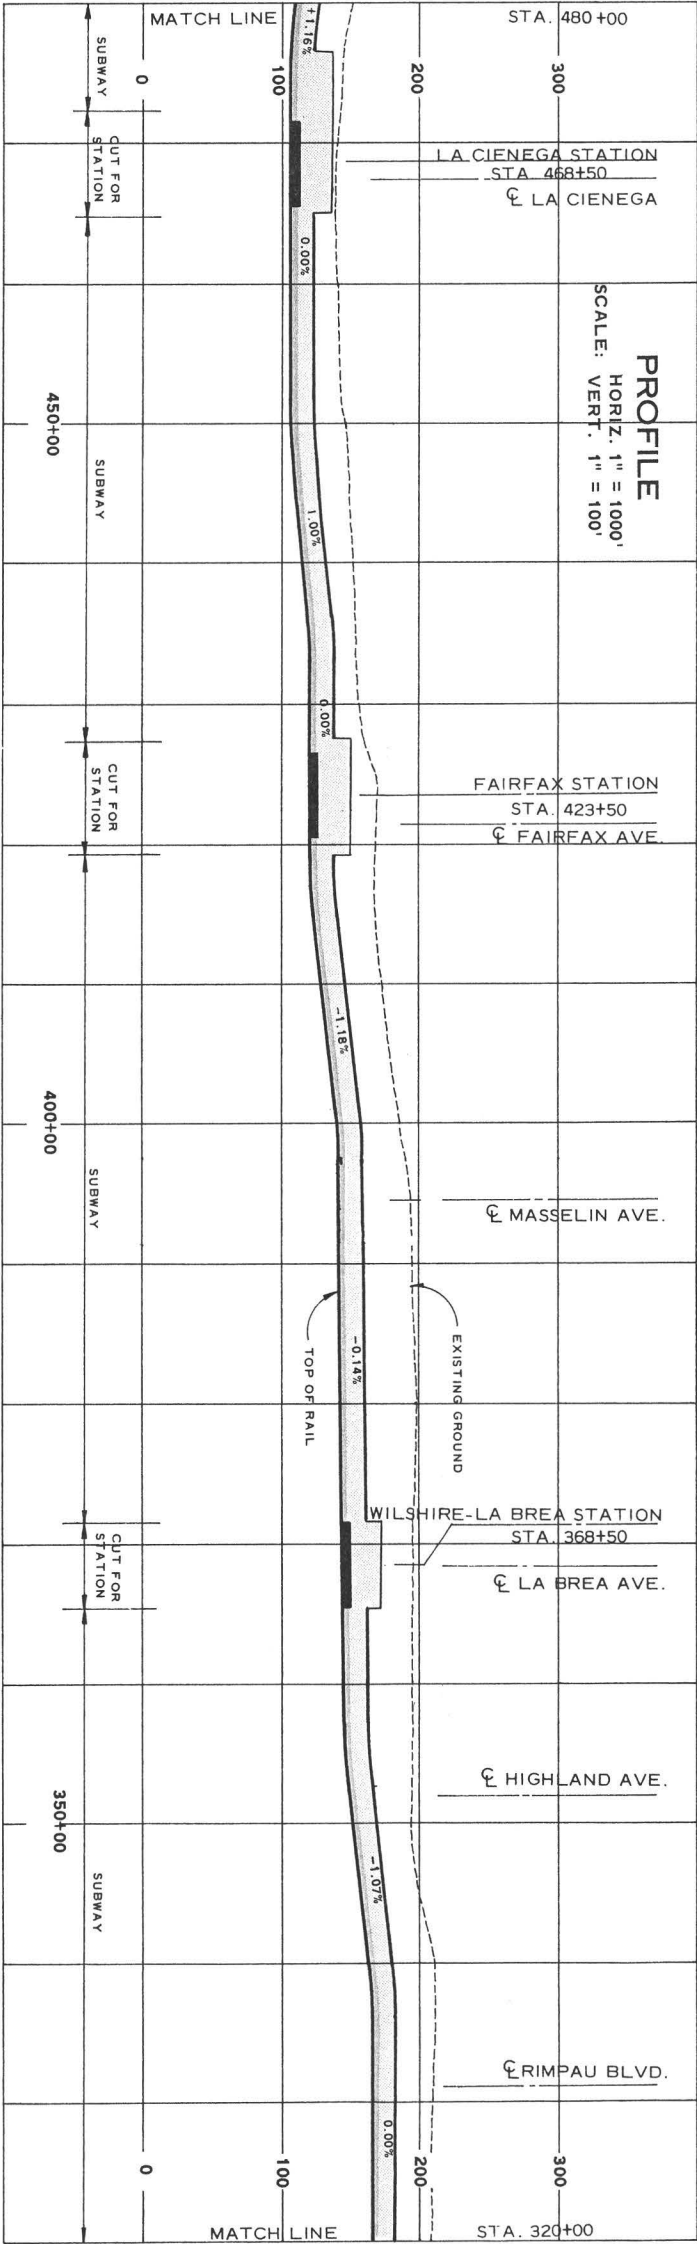 MATCH LINE
STA. 480+00
+1.16%
SUBWAY
0
100
200
300
CUT FOR
STATION
LA CIENEGA STATION
STA. 468+50
℄ LA CIENEGA
0.00%
PROFILE
SCALE: HORIZ. 1" = 1000'
VERT. 1" = 100'
450+00
SUBWAY
1.00%
0.00%
CUT FOR
STATION
FAIRFAX STATION
STA. 423+50
℄ FAIRFAX AVE.
-1.18%
400+00
SUBWAY
℄ MASSELIN AVE.
-0.14%
TOP OF RAIL
EXISTING GROUND
WILSHIRE-LA BREA STATION
STA. 368+50
℄ LA BREA AVE.
CUT FOR
STATION
℄ HIGHLAND AVE.
350+00
SUBWAY
-1.07%
℄ RIMPAU BLVD.
0.00%
0
100
200
300
MATCH LINE
STA. 320+00